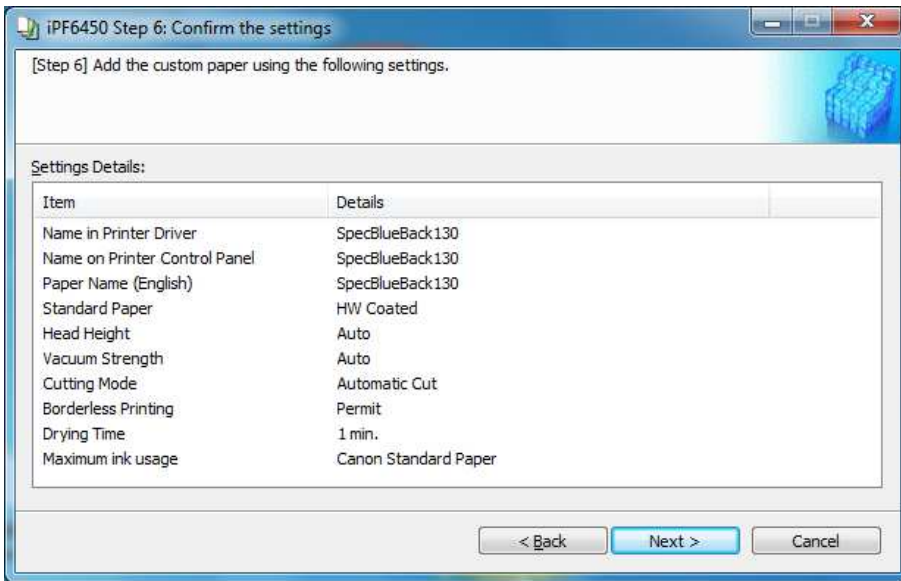 iPF6450 Step 6: Confirm the settings
[Step 6] Add the custom paper using the following settings.
Settings Details:
Item Details
Name in Printer Driver SpecBlueBack130
Name on Printer Control Panel SpecBlueBack130
Paper Name (English) SpecBlueBack130
Standard Paper HW Coated
Head Height Auto
Vacuum Strength Auto
Cutting Mode Automatic Cut
Borderless Printing Permit
Drying Time 1 min.
Maximum ink usage Canon Standard Paper
< Back Next > Cancel